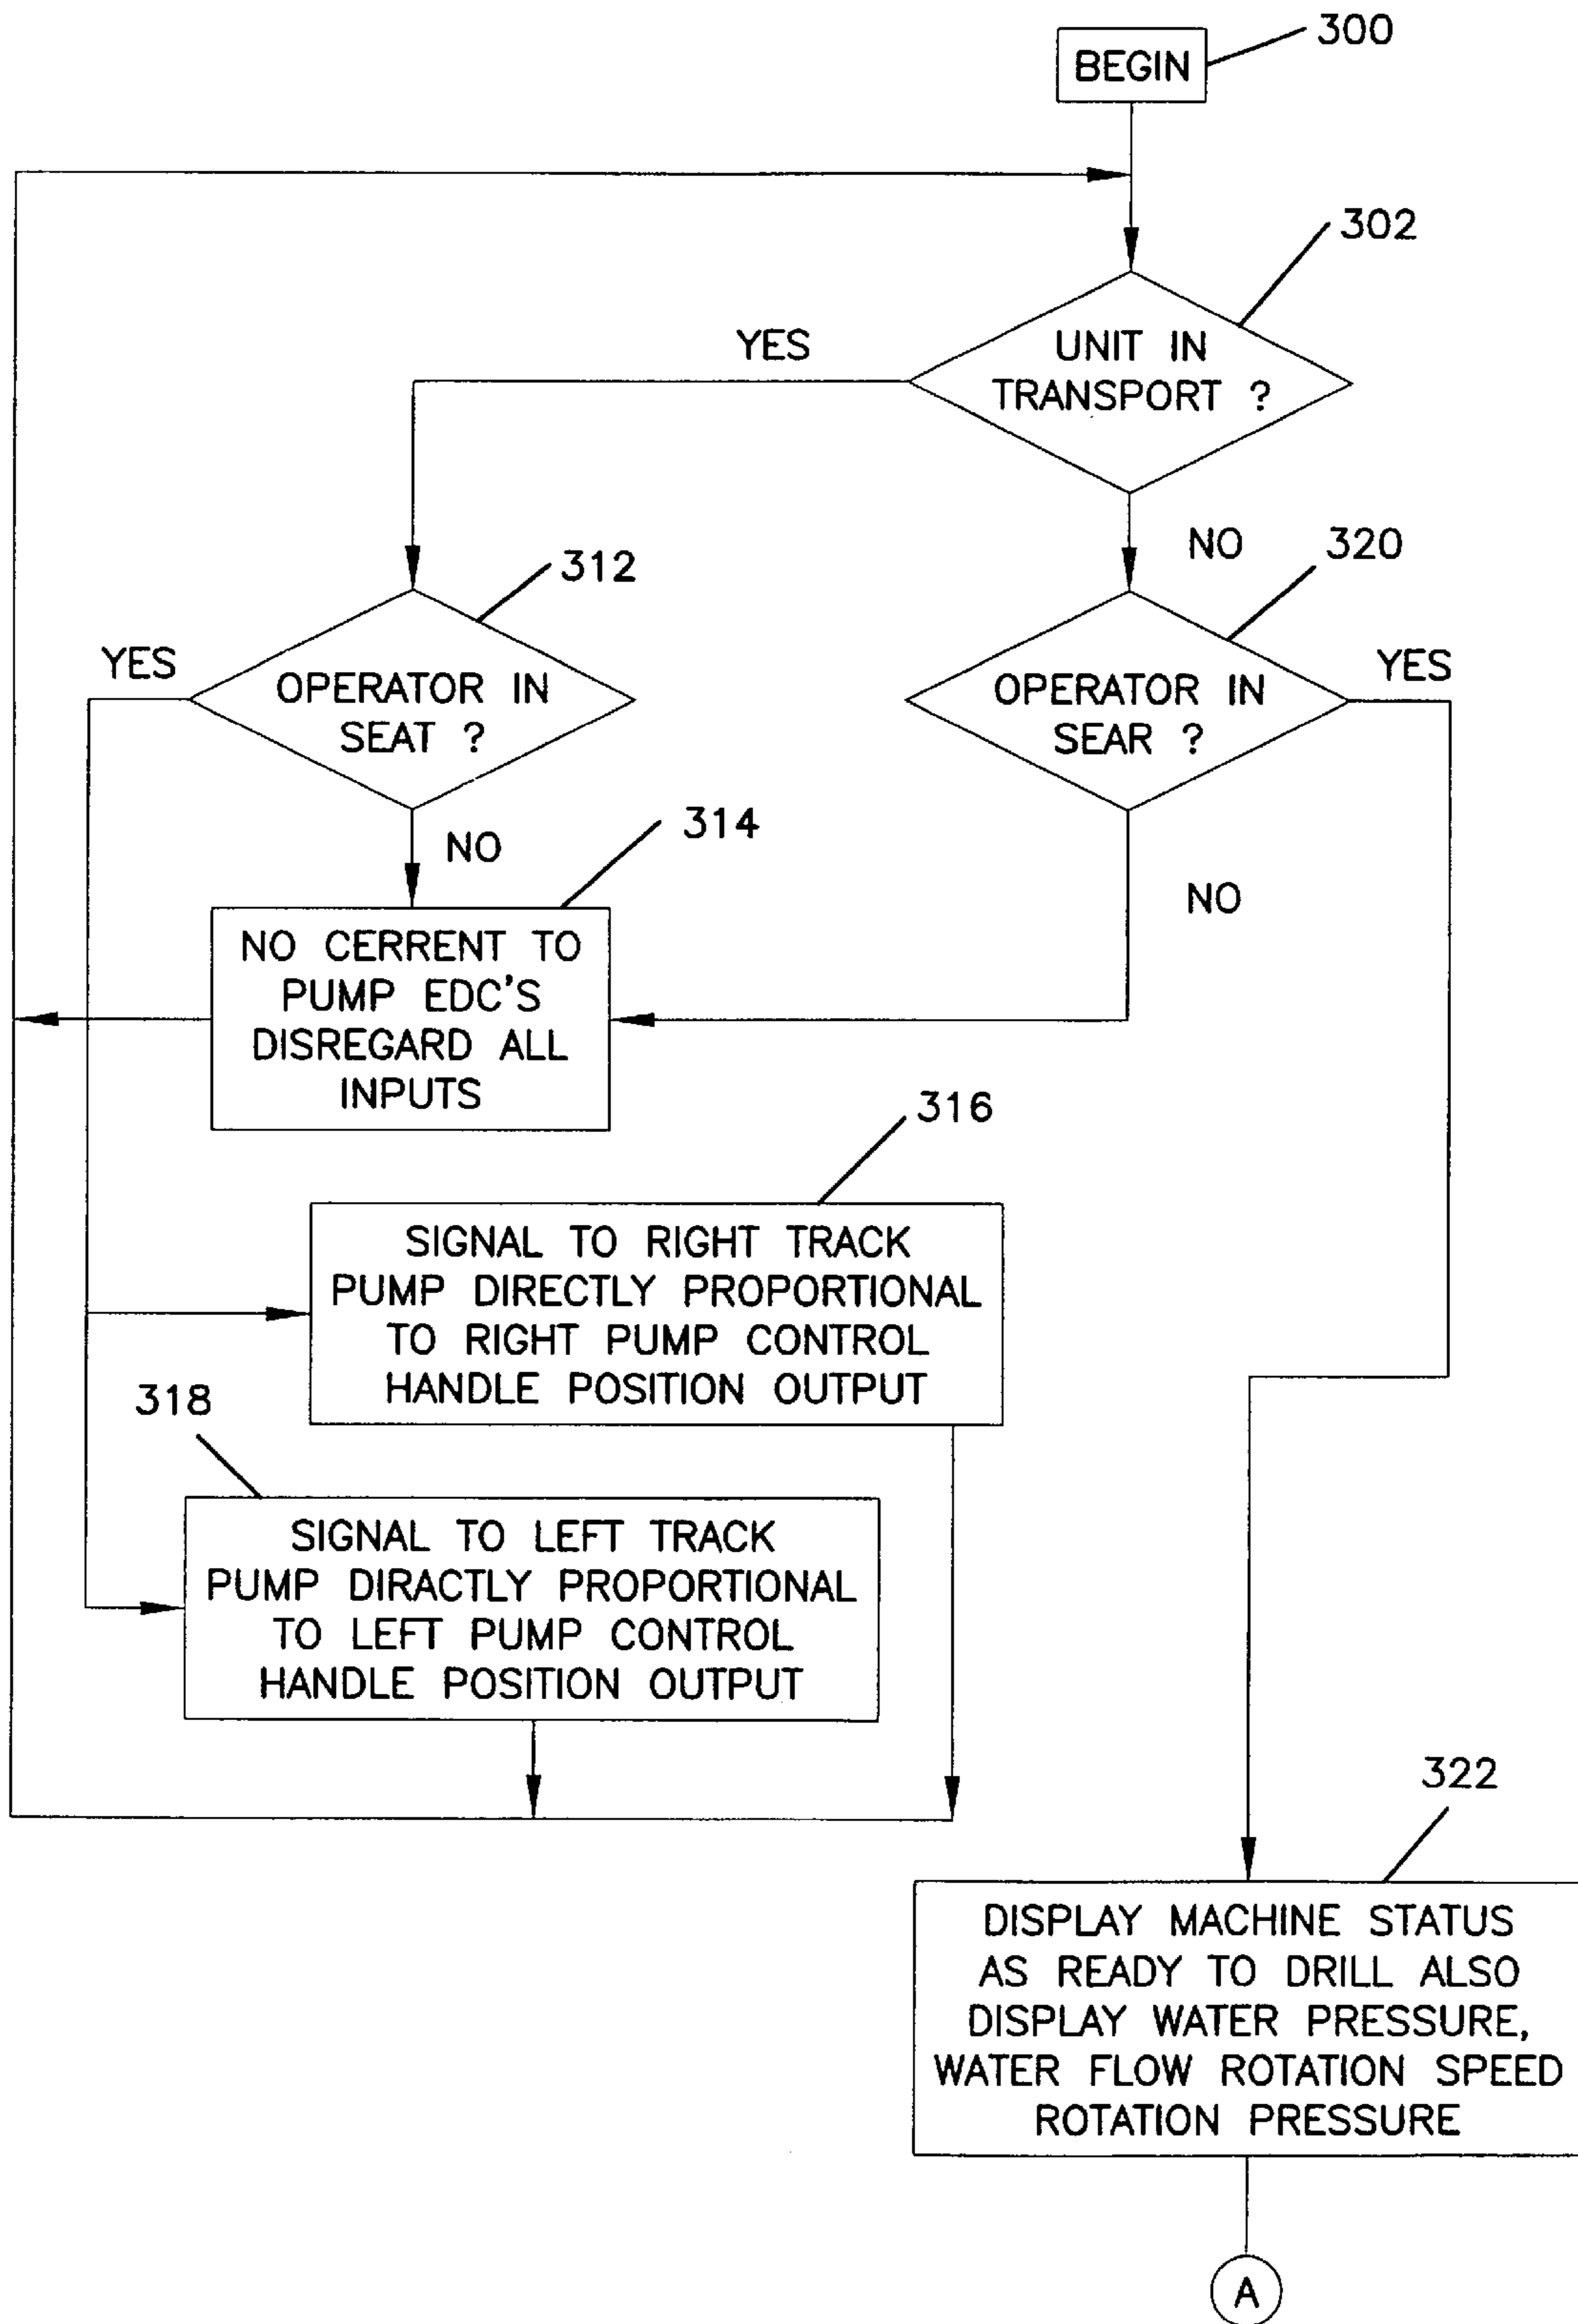 300
BEGIN
302
YES
UNIT IN
TRANSPORT ?
NO
320
312
YES
OPERATOR IN
SEAT ?
OPERATOR IN
SEAR ?
YES
314
NO
NO
NO CERRENT TO
PUMP EDC'S
DISREGARD ALL
INPUTS
316
SIGNAL TO RIGHT TRACK
PUMP DIRECTLY PROPORTIONAL
TO RIGHT PUMP CONTROL
HANDLE POSITION OUTPUT
318
SIGNAL TO LEFT TRACK
PUMP DIRACTLY PROPORTIONAL
TO LEFT PUMP CONTROL
HANDLE POSITION OUTPUT
322
DISPLAY MACHINE STATUS
AS READY TO DRILL ALSO
DISPLAY WATER PRESSURE,
WATER FLOW ROTATION SPEED
ROTATION PRESSURE
A